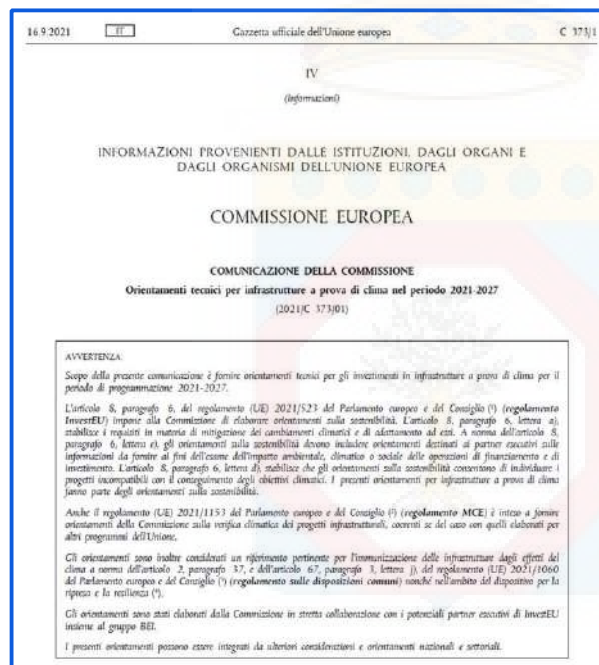 16.9.2021 IT Gazzetta ufficiale dell'Unione europea C 373/1
IV
(Informazioni)
INFORMAZIONI PROVENIENTI DALLE ISTITUZIONI, DAGLI ORGANI E
DAGLI ORGANISMI DELL'UNIONE EUROPEA
COMMISSIONE EUROPEA
COMUNICAZIONE DELLA COMMISSIONE
Orientamenti tecnici per infrastrutture a prova di clima nel periodo 2021-2027
(2021/C 373/01)
AVVERTENZA:
Scopo della presente comunicazione è fornire orientamenti tecnici per gli investimenti in infrastrutture a prova di clima per il
periodo di programmazione 2021-2027.
L'articolo 8, paragrafo 6, del regolamento (UE) 2021/523 del Parlamento europeo e del Consiglio (¹) (regolamento
InvestEU) impone alla Commissione di elaborare orientamenti sulla sostenibilità. L'articolo 8, paragrafo 6, lettera a),
stabilisce i requisiti in materia di mitigazione dei cambiamenti climatici e di adattamento ad essi. A norma dell'articolo 8,
paragrafo 6, lettera e), gli orientamenti sulla sostenibilità devono includere orientamenti destinati ai partner esecutivi sulle
informazioni da fornire ai fini dell'esame dell'impatto ambientale, climatico o sociale delle operazioni di finanziamento e di
investimento. L'articolo 8, paragrafo 6, lettera d), stabilisce che gli orientamenti sulla sostenibilità consentono di individuare i
progetti incompatibili con il conseguimento degli obiettivi climatici. I presenti orientamenti per infrastrutture a prova di clima
fanno parte degli orientamenti sulla sostenibilità.
Anche il regolamento (UE) 2021/1153 del Parlamento europeo e del Consiglio (²) (regolamento MCE) è inteso a fornire
orientamenti della Commissione sulla verifica climatica dei progetti infrastrutturali, coerenti se del caso con quelli elaborati per
altri programmi dell'Unione.
Gli orientamenti sono inoltre considerati un riferimento pertinente per l'immunizzazione delle infrastrutture dagli effetti del
clima a norma dell'articolo 2, paragrafo 37, e dell'articolo 67, paragrafo 3, lettera j), del regolamento (UE) 2021/1060
del Parlamento europeo e del Consiglio (³) (regolamento sulle disposizioni comuni) nonché nell'ambito del dispositivo per la
ripresa e la resilienza (⁴).
Gli orientamenti sono stati elaborati dalla Commissione in stretta collaborazione con i potenziali partner esecutivi di InvestEU
insieme al gruppo BEI.
I presenti orientamenti possono essere integrati da ulteriori considerazioni e orientamenti nazionali e settoriali.